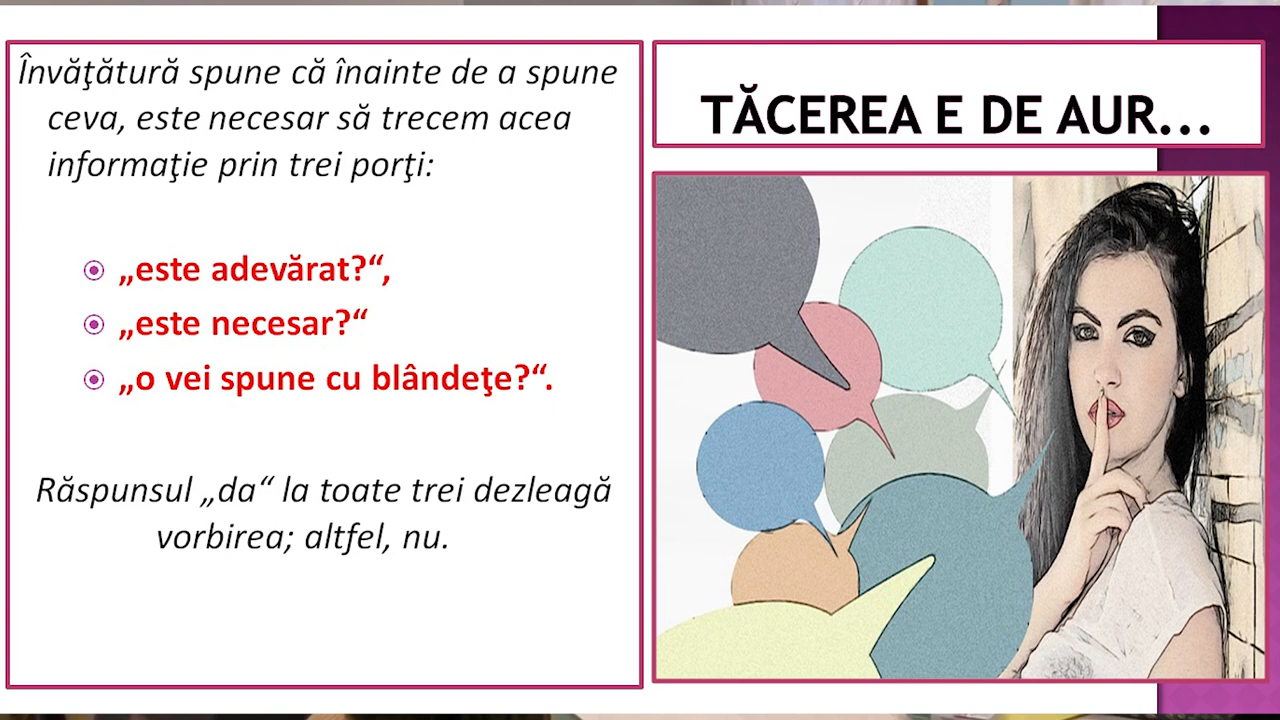 Învăţătură spune că înainte de a spune
ceva, este necesar să trecem acea
informaţie prin trei porţi:
„este adevărat?“,
„este necesar?“
„o vei spune cu blândeţe?“.
Răspunsul „da“ la toate trei dezleagă
vorbirea; altfel, nu.
TĂCEREA E DE AUR...